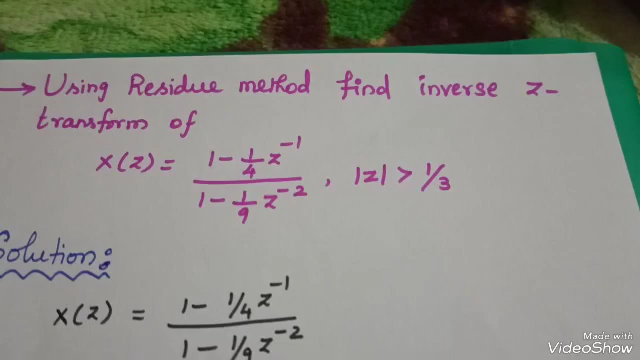 → Using Residue method find inverse z-
transform of
X(z) = (1 - 1/4 z^-1) / (1 - 1/9 z^-2), |z| > 1/3
Solution:
X(z) = (1 - 1/4 z^-1) / (1 - 1/9 z^-2)
Made with
VideoShow